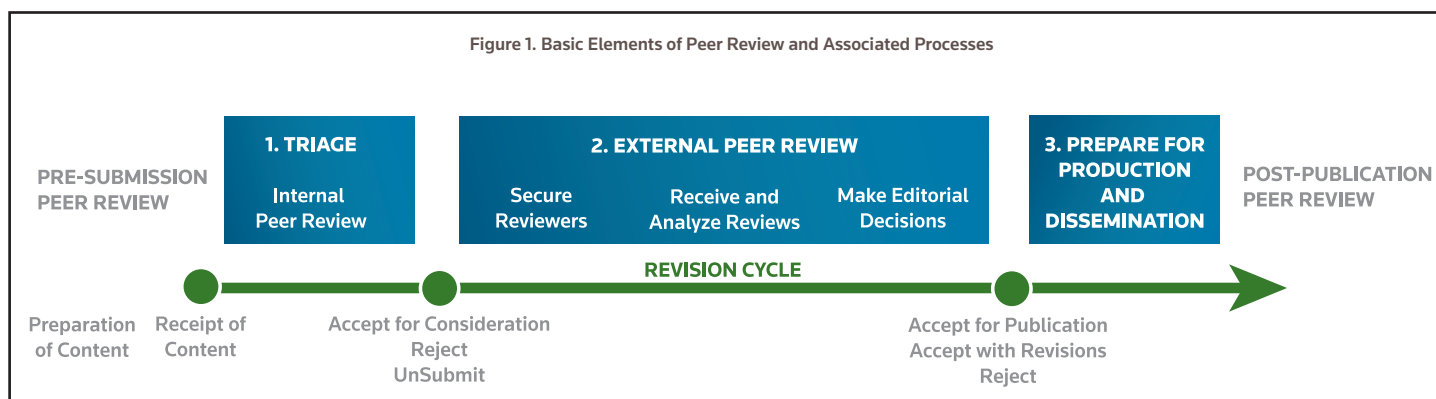 Figure 1. Basic Elements of Peer Review and Associated Processes
PRE-SUBMISSION
PEER REVIEW
1. TRIAGE
Internal
Peer Review
2. EXTERNAL PEER REVIEW
Secure
Reviewers
Receive and
Analyze Reviews
Make Editorial
Decisions
3. PREPARE FOR
PRODUCTION
AND
DISSEMINATION
POST-PUBLICATION
PEER REVIEW
REVISION CYCLE
Preparation
of Content
Receipt of
Content
Accept for Consideration
Reject
UnSubmit
Accept for Publication
Accept with Revisions
Reject